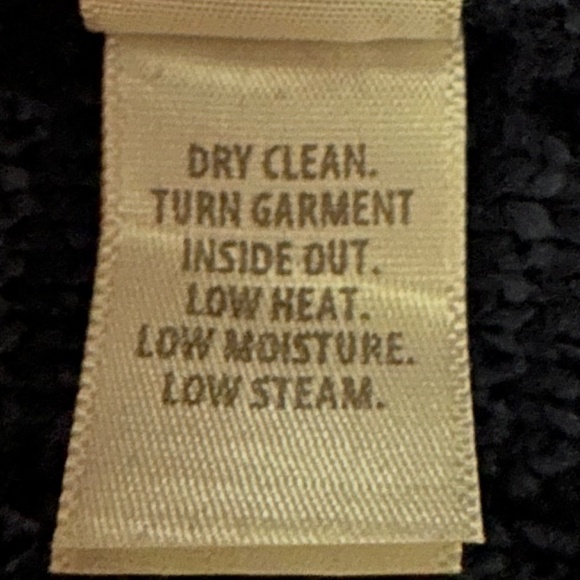 DRY CLEAN.
TURN GARMENT
INSIDE OUT.
LOW HEAT.
LOW MOISTURE.
LOW STEAM.